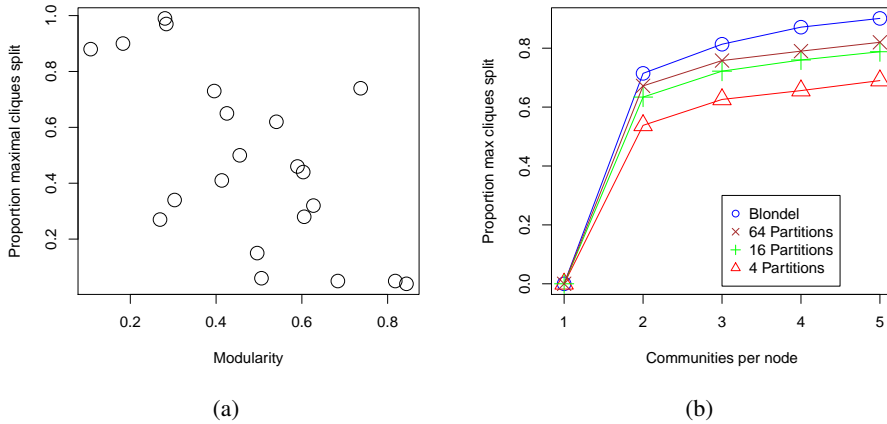 Proportion maximal cliques split
1.0
0.8
0.6
0.4
0.2
0.2
0.4
0.6
0.8
Modularity
(a)
Proportion max cliques split
0.8
0.6
0.4
0.2
0.0
Blondel
64 Partitions
16 Partitions
4 Partitions
1
2
3
4
5
Communities per node
(b)